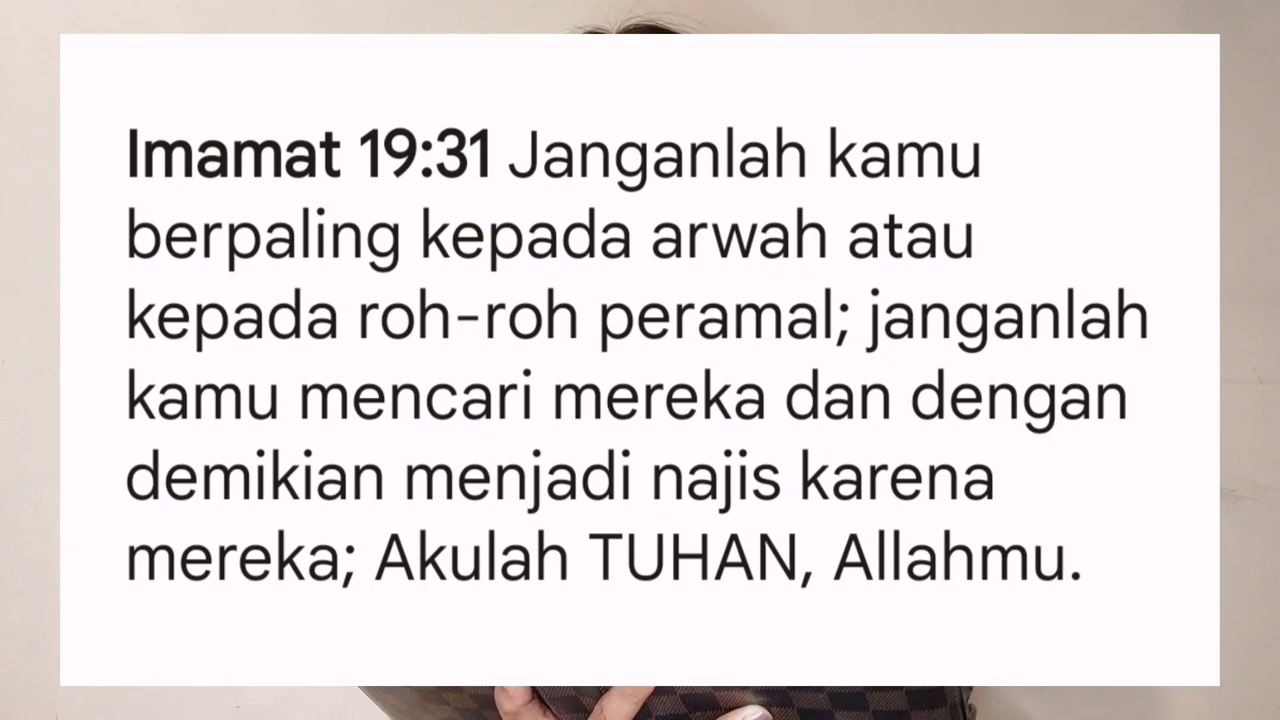 Imamat 19:31 Janganlah kamu
berpaling kepada arwah atau
kepada roh-roh peramal; janganlah
kamu mencari mereka dan dengan
demikian menjadi najis karena
mereka; Akulah TUHAN, Allahmu.